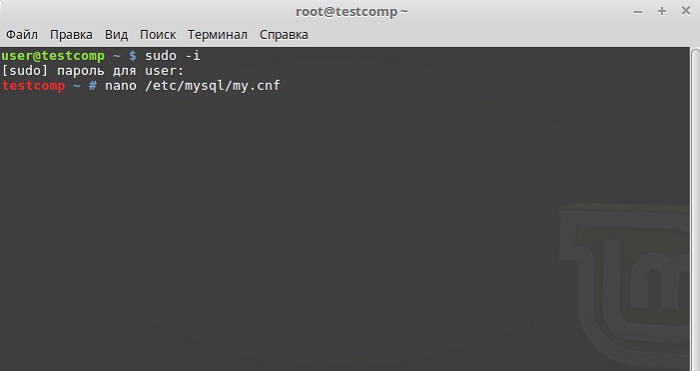 root@testcomp ~
Файл Правка Вид Поиск Терминал Справка
user@testcomp ~ $ sudo -i
[sudo] пароль для user:
testcomp ~ # nano /etc/mysql/my.cnf